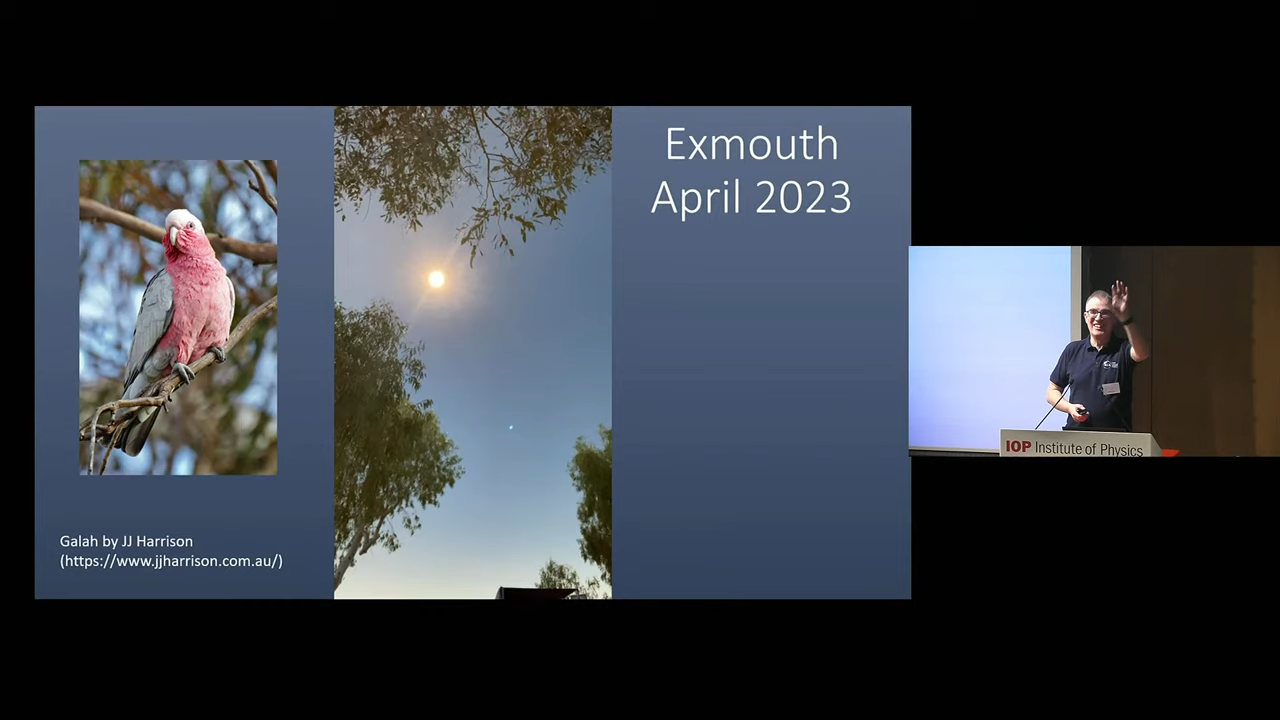 Exmouth
April 2023
Galah by JJ Harrison
(https://www.jjharrison.com.au/)
IOP Institute of Physics